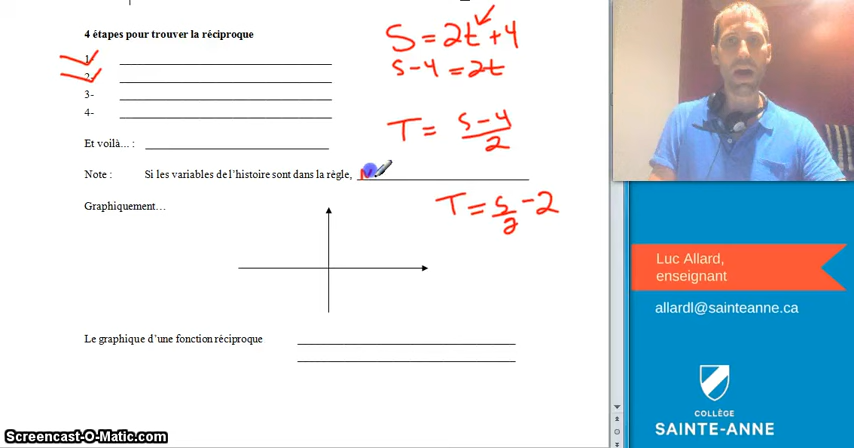 4 étapes pour trouver la réciproque
1-
2-
3-
4-
Et voilà... :
Note : Si les variables de l'histoire sont dans la règle, N
Graphiquement…
Le graphique d'une fonction réciproque
S = 2t + 4
s - 4 = 2t
T = s - 4 / 2
T = s/2 - 2
Luc Allard,
enseignant
allardl@sainteanne.ca
COLLÈGE
SAINTE-ANNE
Screencast-O-Matic.com